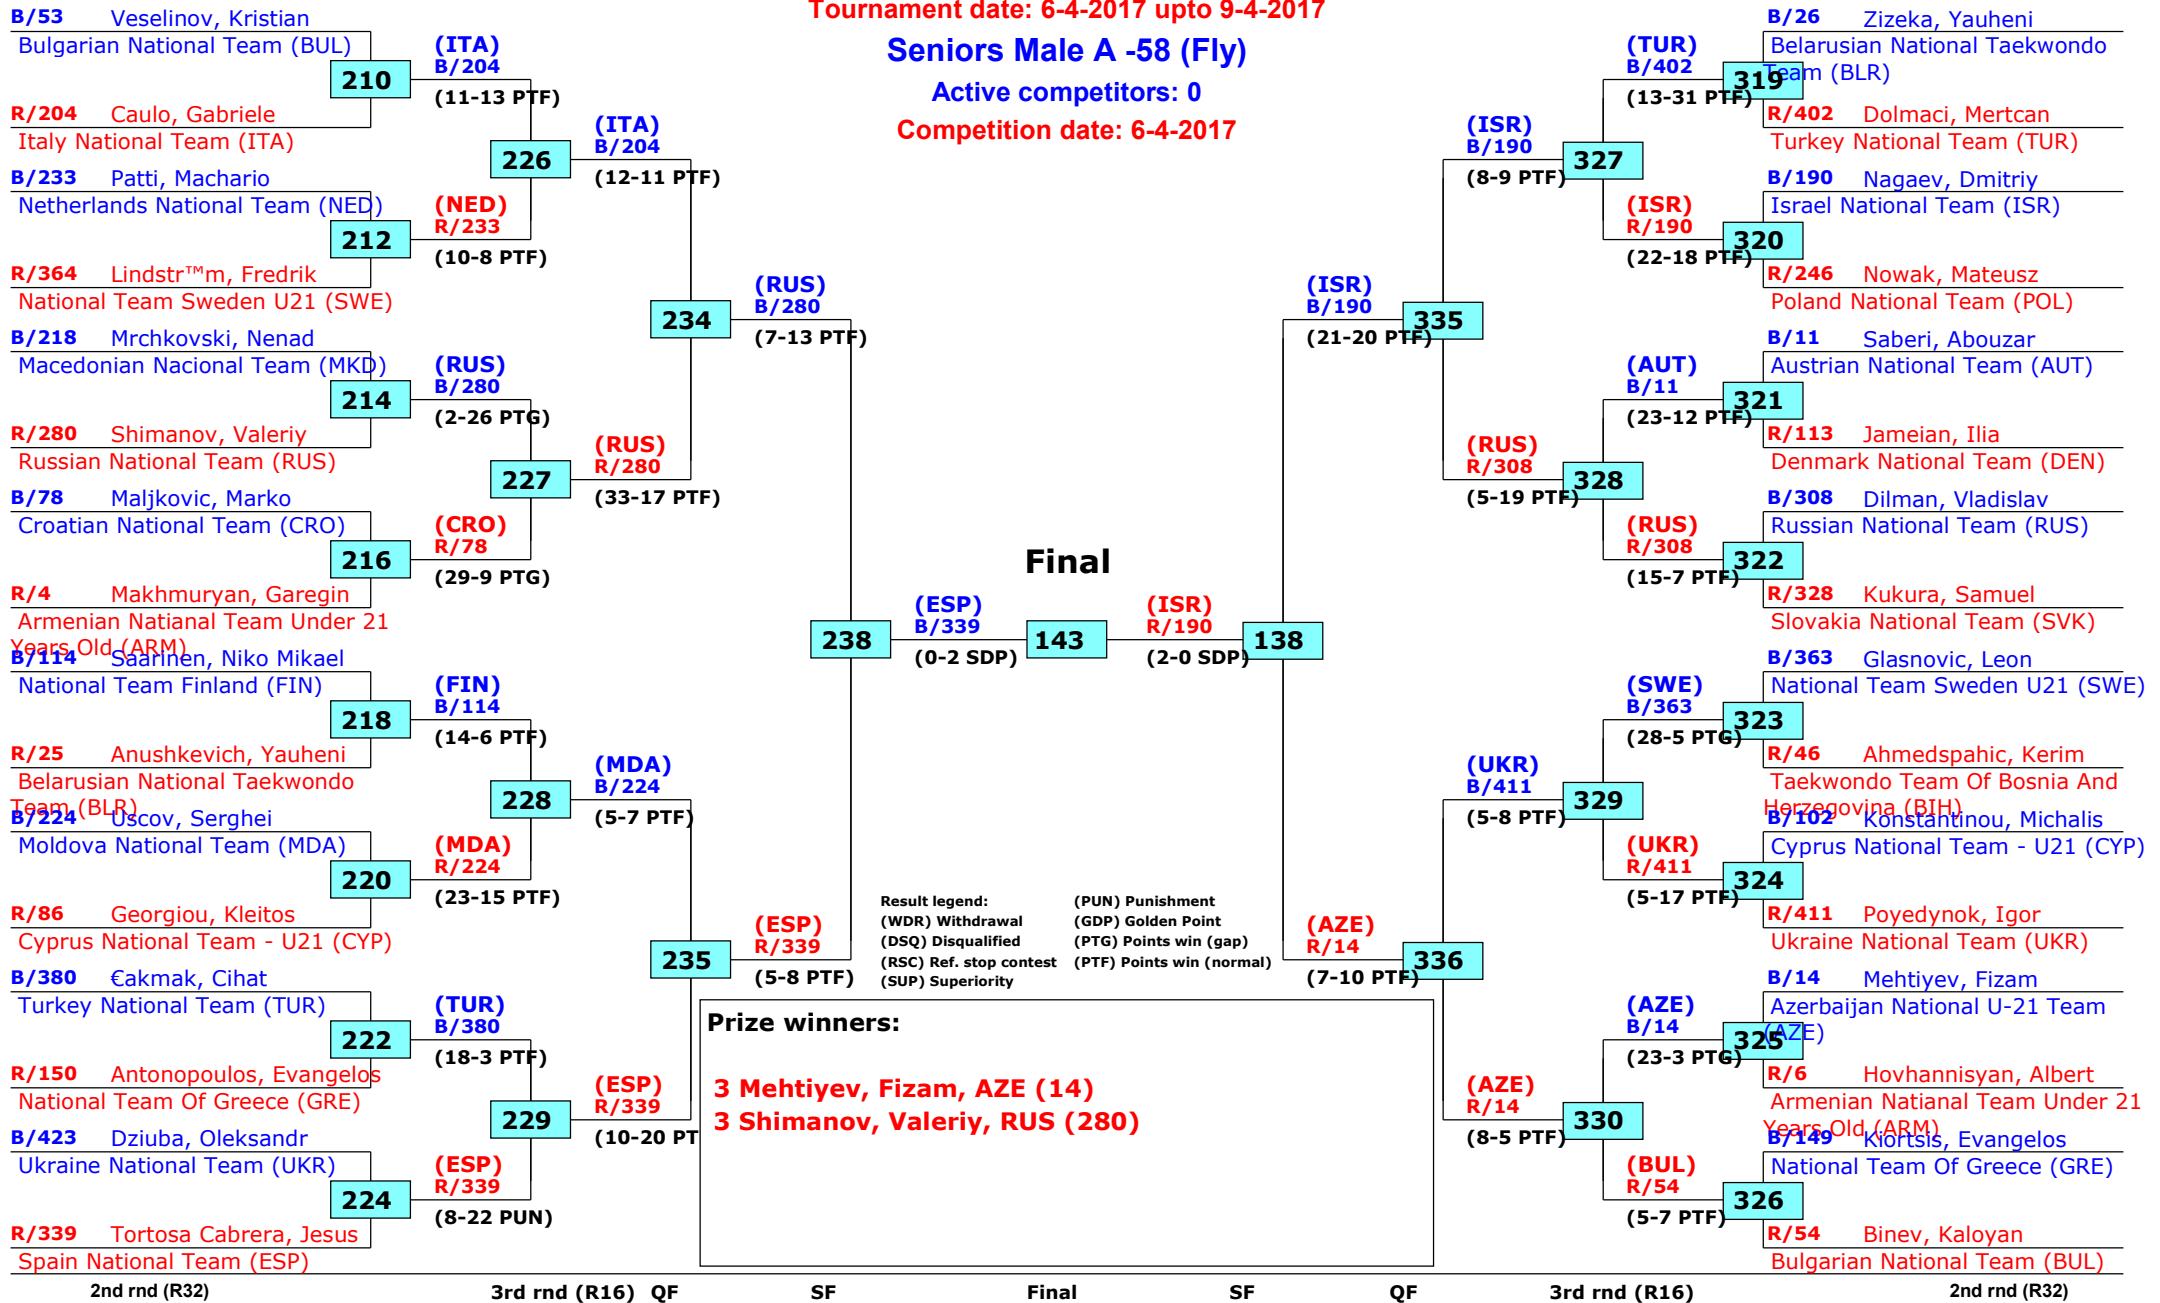 Tournament date: 6-4-2017 upto 9-4-2017
Seniors Male A -58 (Fly)
Active competitors: 0
Competition date: 6-4-2017
B/53 Veselinov, Kristian
Bulgarian National Team (BUL)
210
R/204 Caulo, Gabriele
Italy National Team (ITA)
B/233 Patti, Machario
Netherlands National Team (NED)
212
R/364 Lindstr™m, Fredrik
National Team Sweden U21 (SWE)
B/218 Mrchkovski, Nenad
Macedonian Nacional Team (MKD)
214
R/280 Shimanov, Valeriy
Russian National Team (RUS)
B/78 Maljkovic, Marko
Croatian National Team (CRO)
216
R/4 Makhmuryan, Garegin
Armenian Natianal Team Under 21
Years Old (ARM)
B/114 Saarinen, Niko Mikael
National Team Finland (FIN)
218
R/25 Anushkevich, Yauheni
Belarusian National Taekwondo
Team (BLR)
B/224 Uscov, Serghei
Moldova National Team (MDA)
220
R/86 Georgiou, Kleitos
Cyprus National Team - U21 (CYP)
B/380 €akmak, Cihat
Turkey National Team (TUR)
222
R/150 Antonopoulos, Evangelos
National Team Of Greece (GRE)
B/423 Dziuba, Oleksandr
Ukraine National Team (UKR)
224
R/339 Tortosa Cabrera, Jesus
Spain National Team (ESP)
(ITA)
B/204
(11-13 PTF)
226
(NED)
R/233
(10-8 PTF)
(RUS)
B/280
(2-26 PTG)
227
(CRO)
R/78
(29-9 PTG)
(FIN)
B/114
(14-6 PTF)
228
(MDA)
R/224
(23-15 PTF)
(TUR)
B/380
(18-3 PTF)
229
(ESP)
R/339
(8-22 PUN)
(ITA)
B/204
(12-11 PTF)
234
(RUS)
R/280
(33-17 PTF)
(MDA)
B/224
(5-7 PTF)
235
(ESP)
R/339
(10-20 PT
(RUS)
B/280
(7-13 PTF)
238
(ESP)
R/339
(5-8 PTF)
Final
(ESP)
B/339
(0-2 SDP)
143
(ISR)
R/190
(2-0 SDP)
138
(ISR)
B/190
(21-20 PTF)
335
(AZE)
R/14
(7-10 PTF)
336
(ISR)
B/190
(8-9 PTF)
327
(RUS)
R/308
(5-19 PTF)
328
(UKR)
B/411
(5-8 PTF)
329
(AZE)
R/14
(8-5 PTF)
330
(TUR)
B/402
(13-31 PTF)
(ISR)
R/190
(22-18 PTF)
(AUT)
B/11
(23-12 PTF)
(RUS)
R/308
(15-7 PTF)
(SWE)
B/363
(28-5 PTG)
(UKR)
R/411
(5-17 PTF)
(AZE)
B/14
(23-3 PTG)
(BUL)
R/54
(5-7 PTF)
B/26 Zizeka, Yauheni
Belarusian National Taekwondo
Team (BLR)
319
R/402 Dolmaci, Mertcan
Turkey National Team (TUR)
B/190 Nagaev, Dmitriy
Israel National Team (ISR)
320
R/246 Nowak, Mateusz
Poland National Team (POL)
B/11 Saberi, Abouzar
Austrian National Team (AUT)
321
R/113 Jameian, Ilia
Denmark National Team (DEN)
B/308 Dilman, Vladislav
Russian National Team (RUS)
322
R/328 Kukura, Samuel
Slovakia National Team (SVK)
B/363 Glasnovic, Leon
National Team Sweden U21 (SWE)
323
R/46 Ahmedspahic, Kerim
Taekwondo Team Of Bosnia And
Herzegovina (BIH)
B/102 Konstantinou, Michalis
Cyprus National Team - U21 (CYP)
324
R/411 Poyedynok, Igor
Ukraine National Team (UKR)
B/14 Mehtiyev, Fizam
Azerbaijan National U-21 Team
(AZE)
325
R/6 Hovhannisyan, Albert
Armenian Natianal Team Under 21
Years Old (ARM)
B/149 Kiortsis, Evangelos
National Team Of Greece (GRE)
326
R/54 Binev, Kaloyan
Bulgarian National Team (BUL)
Result legend:
(WDR) Withdrawal
(DSQ) Disqualified
(RSC) Ref. stop contest
(SUP) Superiority
(PUN) Punishment
(GDP) Golden Point
(PTG) Points win (gap)
(PTF) Points win (normal)
Prize winners:
3 Mehtiyev, Fizam, AZE (14)
3 Shimanov, Valeriy, RUS (280)
2nd rnd (R32) 3rd rnd (R16) QF SF Final SF QF 3rd rnd (R16) 2nd rnd (R32)